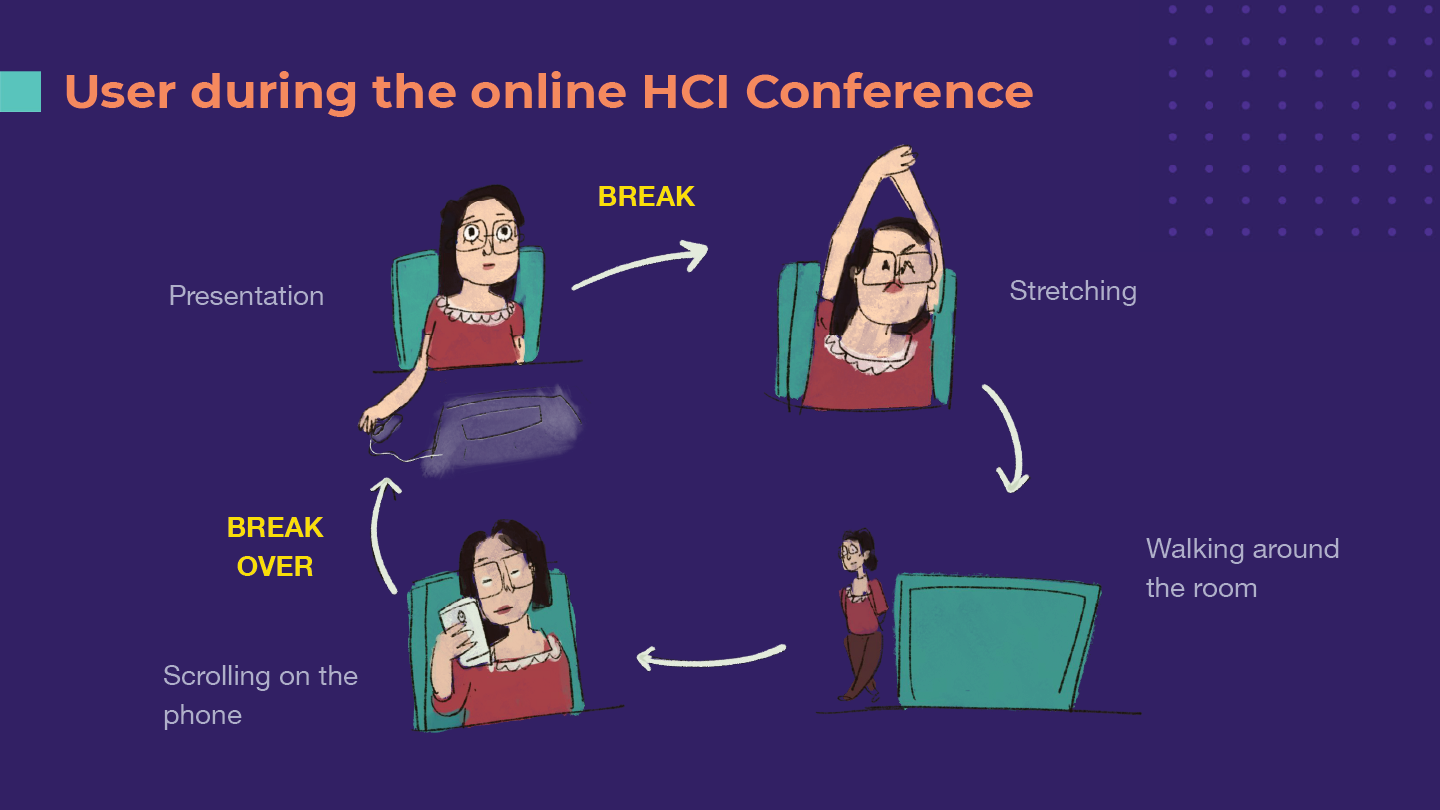 User during the online HCI Conference
BREAK
Presentation
Stretching
BREAK
OVER
Walking around
the room
Scrolling on the
phone